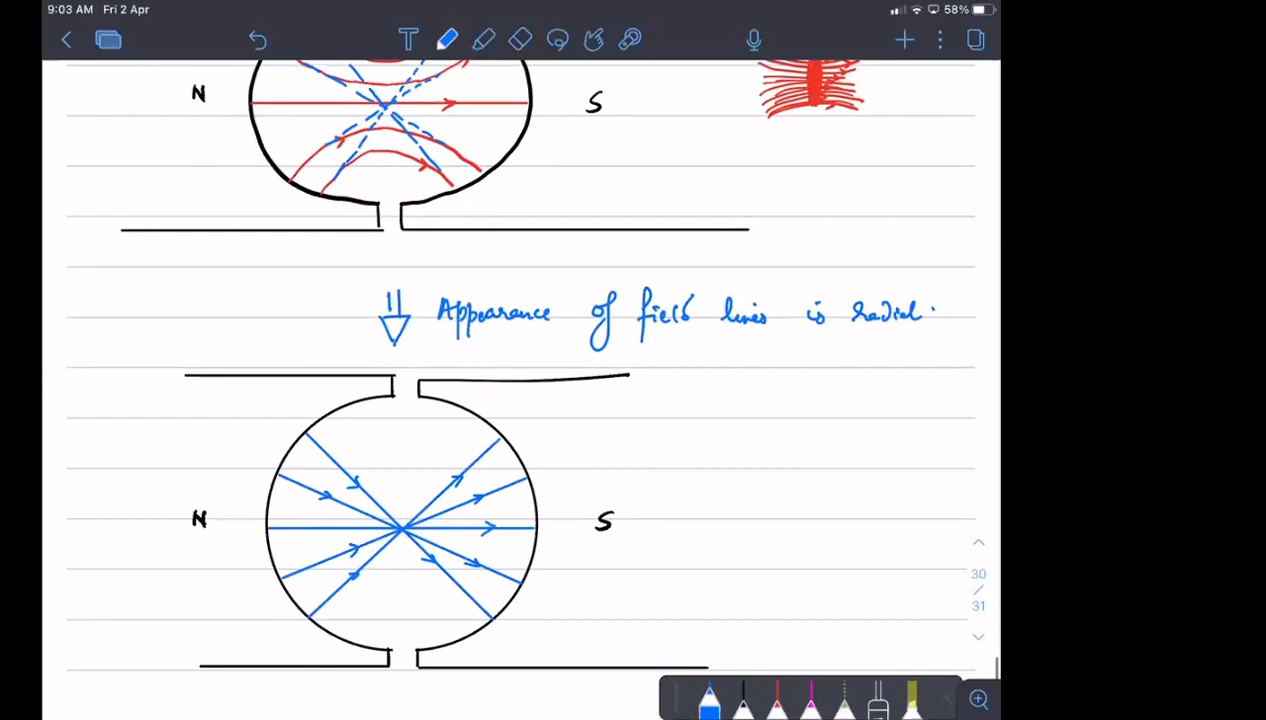 9:03 AM Fri 2 Apr
58%
T
N
S
Appearance of field lines is radial.
N
S
30
/
31